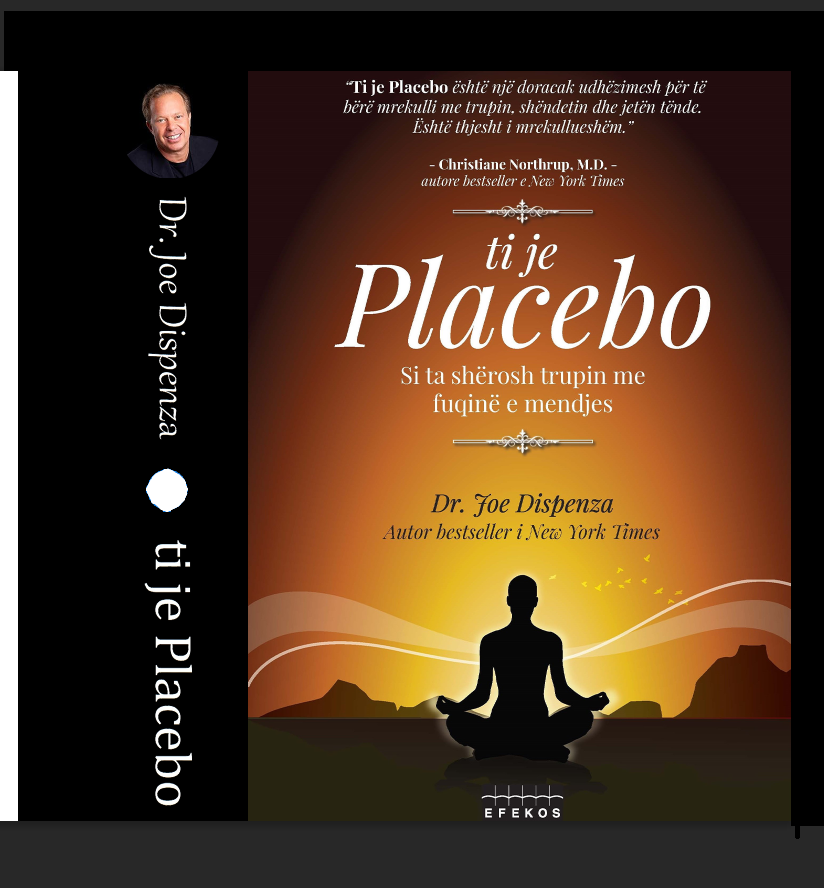 Dr. Joe Dispenza
ti je Placebo
“Ti je Placebo është një doracak udhëzimesh për të
bërë mrekulli me trupin, shëndetin dhe jetën tënde.
Është thjesht i mrekullueshëm.”
- Christiane Northrup, M.D. -
autore bestseller e New York Times
ti je
Placebo
Si ta shërosh trupin me
fuqinë e mendjes
Dr. Joe Dispenza
Autor bestseller i New York Times
EFEKOS